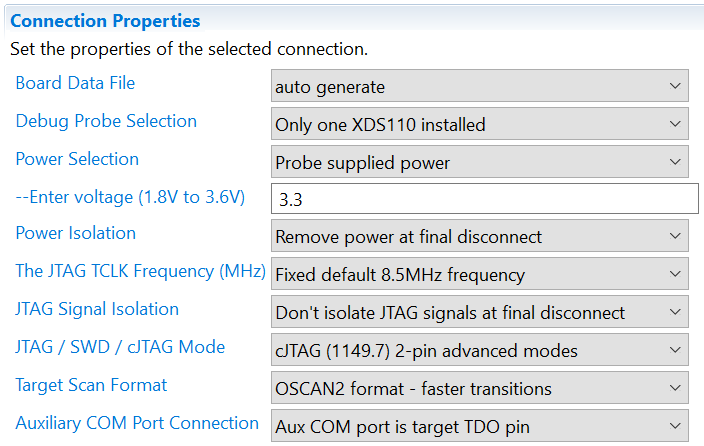 Connection Properties
Set the properties of the selected connection.
Board Data File auto generate
Debug Probe Selection Only one XDS110 installed
Power Selection Probe supplied power
--Enter voltage (1.8V to 3.6V) 3.3
Power Isolation Remove power at final disconnect
The JTAG TCLK Frequency (MHz) Fixed default 8.5MHz frequency
JTAG Signal Isolation Don't isolate JTAG signals at final disconnect
JTAG / SWD / cJTAG Mode cJTAG (1149.7) 2-pin advanced modes
Target Scan Format OSCAN2 format - faster transitions
Auxiliary COM Port Connection Aux COM port is target TDO pin